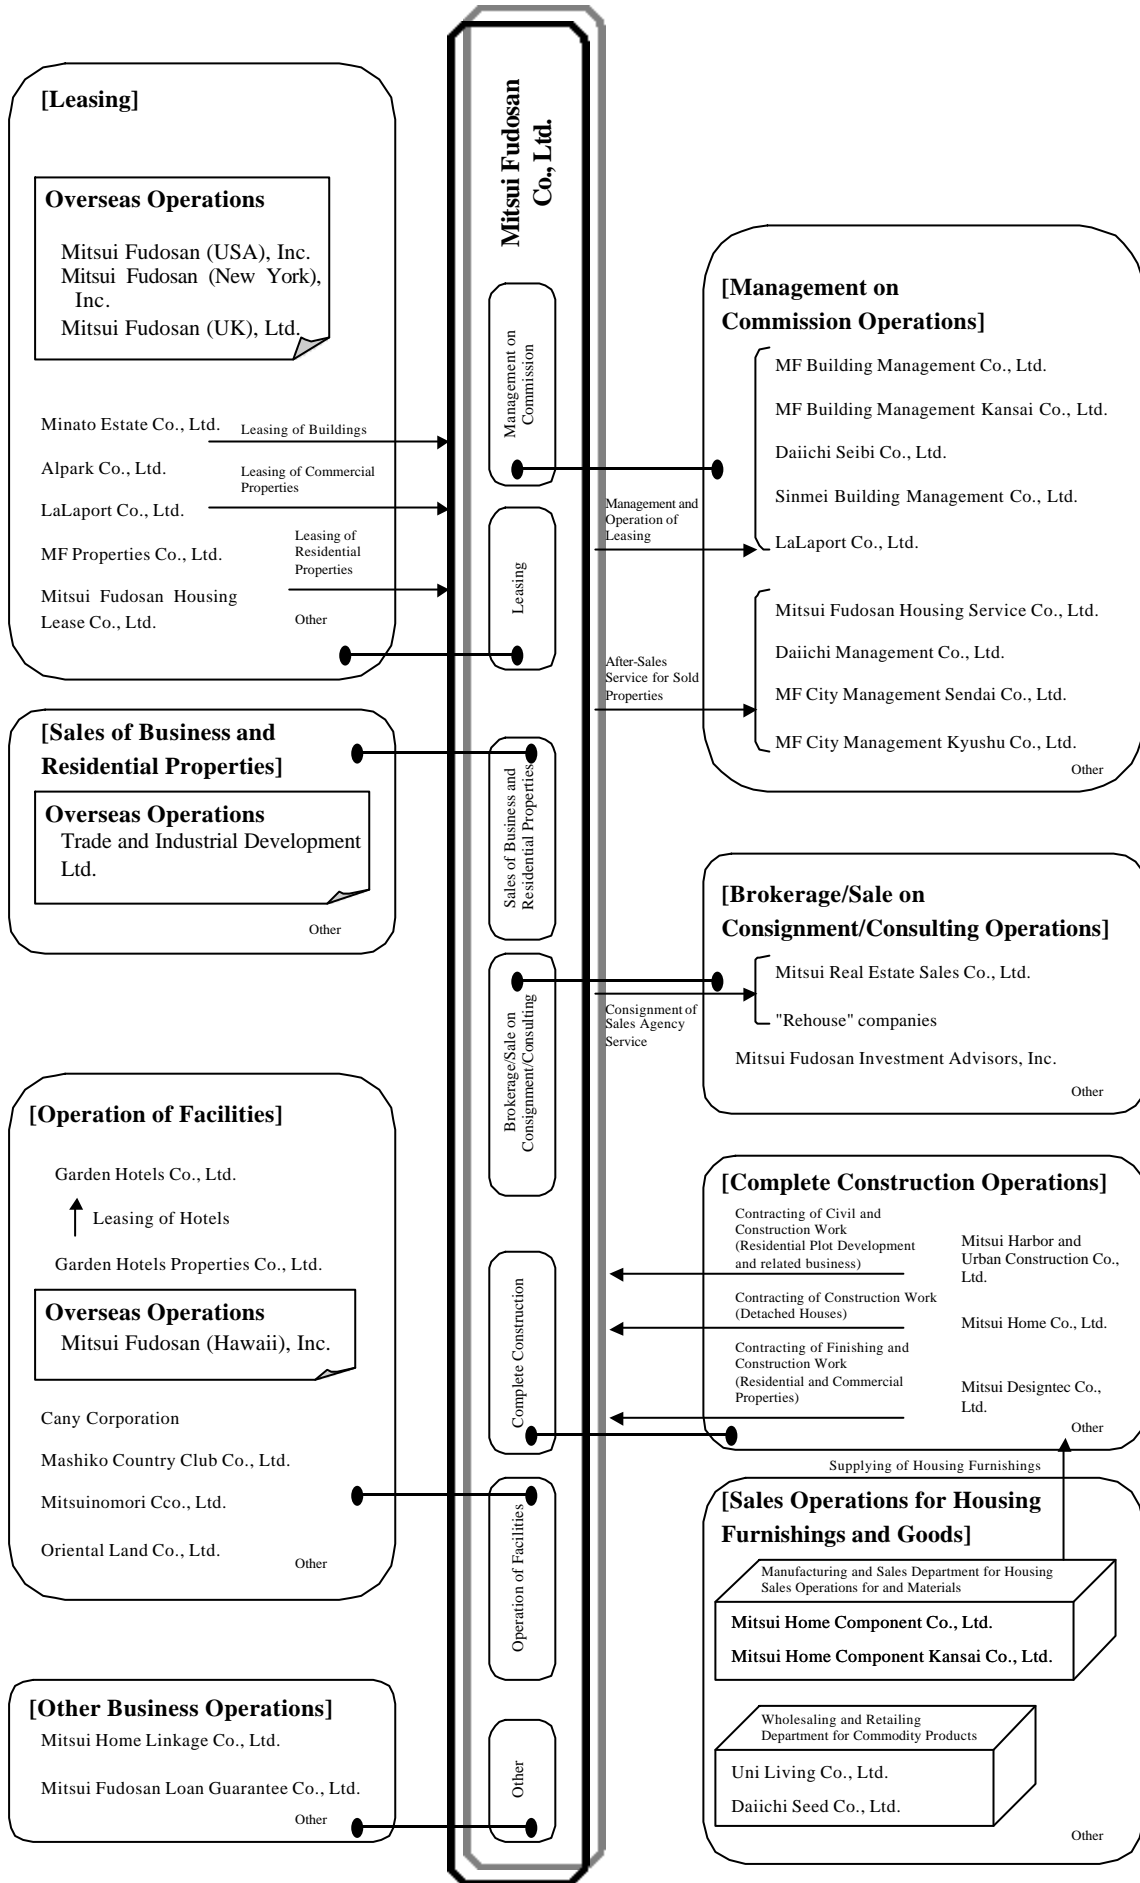 Mitsui Fudosan
Co., Ltd.
[Leasing]
Overseas Operations
Mitsui Fudosan (USA), Inc.
Mitsui Fudosan (New York),
Inc.
Mitsui Fudosan (UK), Ltd.
Minato Estate Co., Ltd.
Leasing of Buildings
Alpark Co., Ltd.
Leasing of Commercial
Properties
LaLaport Co., Ltd.
Leasing of
Residential
Properties
MF Properties Co., Ltd.
Mitsui Fudosan Housing
Lease Co., Ltd.
Other
[Sales of Business and
Residential Properties]
Overseas Operations
Trade and Industrial Development
Ltd.
Other
[Operation of Facilities]
Garden Hotels Co., Ltd.
Leasing of Hotels
Garden Hotels Properties Co., Ltd.
Overseas Operations
Mitsui Fudosan (Hawaii), Inc.
Cany Corporation
Mashiko Country Club Co., Ltd.
Mitsuinomori Cco., Ltd.
Oriental Land Co., Ltd.
Other
[Other Business Operations]
Mitsui Home Linkage Co., Ltd.
Mitsui Fudosan Loan Guarantee Co., Ltd.
Other
Management on
Commission
Leasing
Sales of Business and
Residential Properties
Brokerage/Sale on
Consignment/Consulting
Complete Construction
Operation of Facilities
Other
[Management on
Commission Operations]
MF Building Management Co., Ltd.
MF Building Management Kansai Co., Ltd.
Daiichi Seibi Co., Ltd.
Sinmei Building Management Co., Ltd.
LaLaport Co., Ltd.
Management and
Operation of
Leasing
Mitsui Fudosan Housing Service Co., Ltd.
Daiichi Management Co., Ltd.
MF City Management Sendai Co., Ltd.
MF City Management Kyushu Co., Ltd.
Other
After-Sales
Service for Sold
Properties
[Brokerage/Sale on
Consignment/Consulting Operations]
Mitsui Real Estate Sales Co., Ltd.
"Rehouse" companies
Mitsui Fudosan Investment Advisors, Inc.
Other
Consignment of
Sales Agency
Service
[Complete Construction Operations]
Contracting of Civil and
Construction Work
(Residential Plot Development
and related business)
Mitsui Harbor and
Urban Construction Co.,
Ltd.
Contracting of Construction Work
(Detached Houses)
Mitsui Home Co., Ltd.
Contracting of Finishing and
Construction Work
(Residential and Commercial
Properties)
Mitsui Designtec Co.,
Ltd.
Other
Supplying of Housing Furnishings
[Sales Operations for Housing
Furnishings and Goods]
Manufacturing and Sales Department for Housing
Sales Operations for and Materials
Mitsui Home Component Co., Ltd.
Mitsui Home Component Kansai Co., Ltd.
Wholesaling and Retailing
Department for Commodity Products
Uni Living Co., Ltd.
Daiichi Seed Co., Ltd.
Other